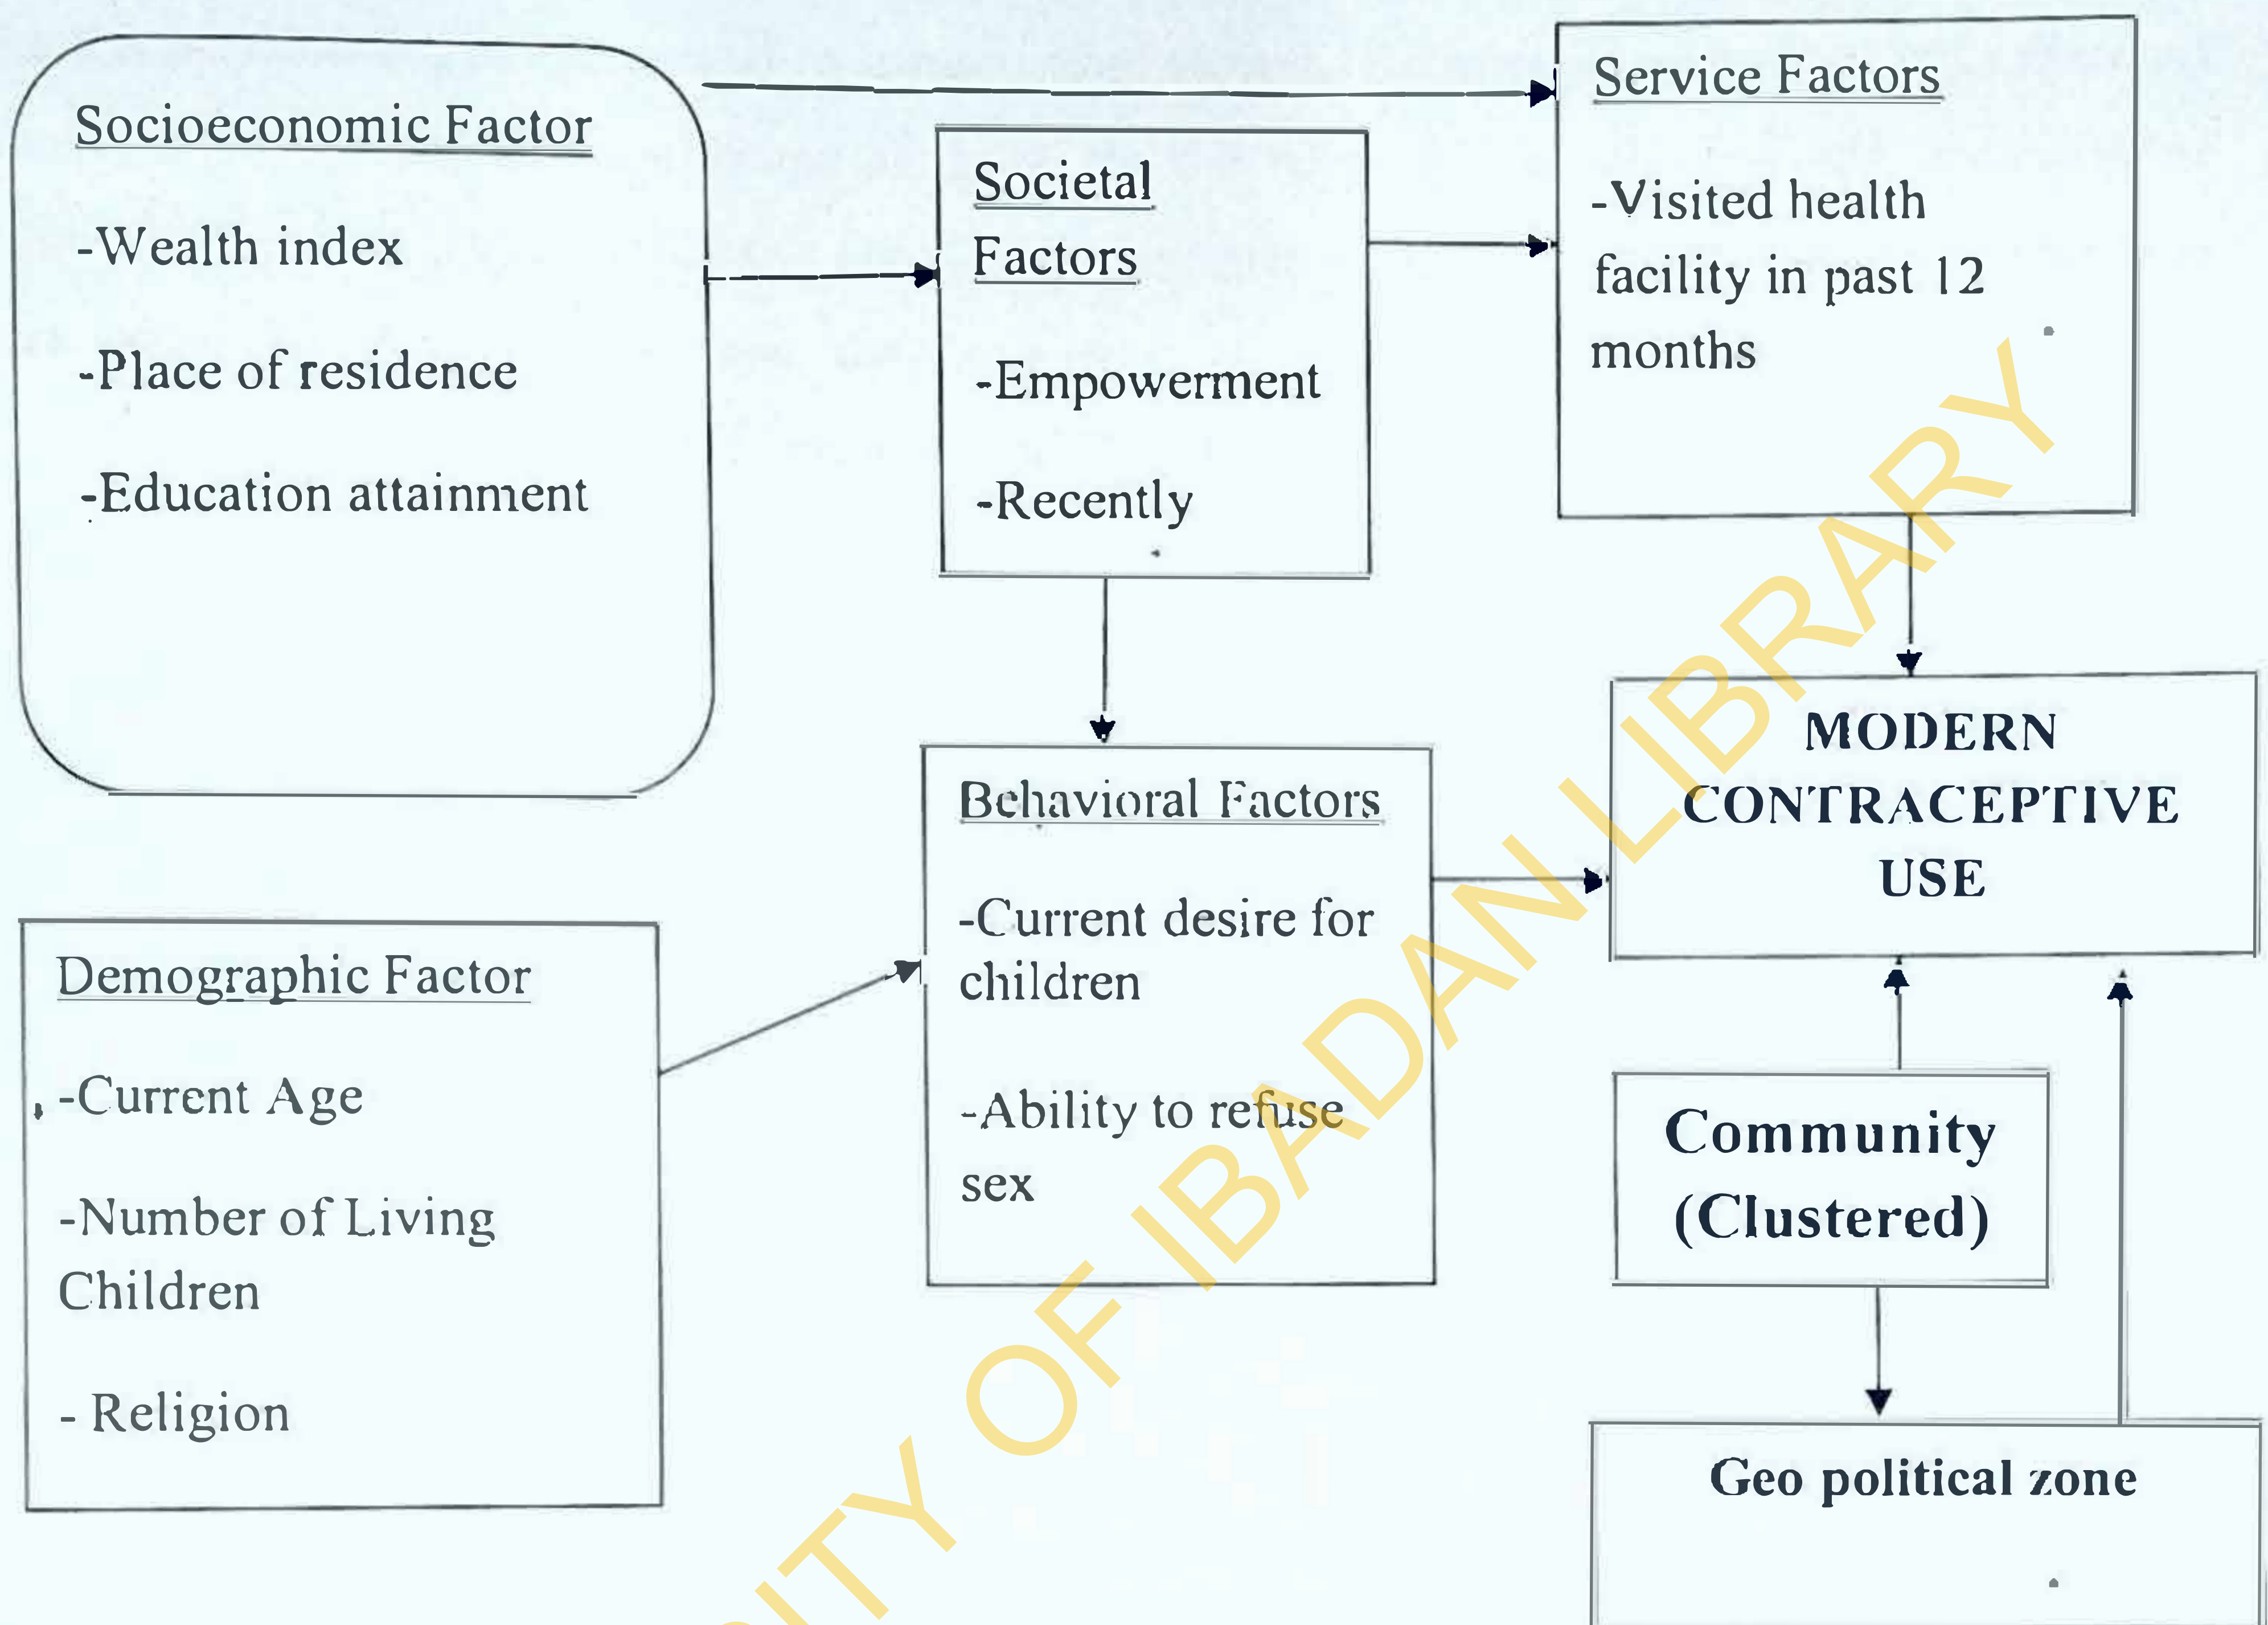 Socioeconomic Factor
-Wealth index
-Place of residence
-Education attainment
Societal
Factors
-Empowerment
-Recently
Service Factors
-Visited health
facility in past 12
months
Demographic Factor
-Current Age
-Number of Living
Children
- Religion
Behavioral Factors
-Current desire for
children
-Ability to refuse
sex
MODERN
CONTRACEPTIVE
USE
Community
(Clustered)
Geo political zone
OF IBADAN LIBRARY